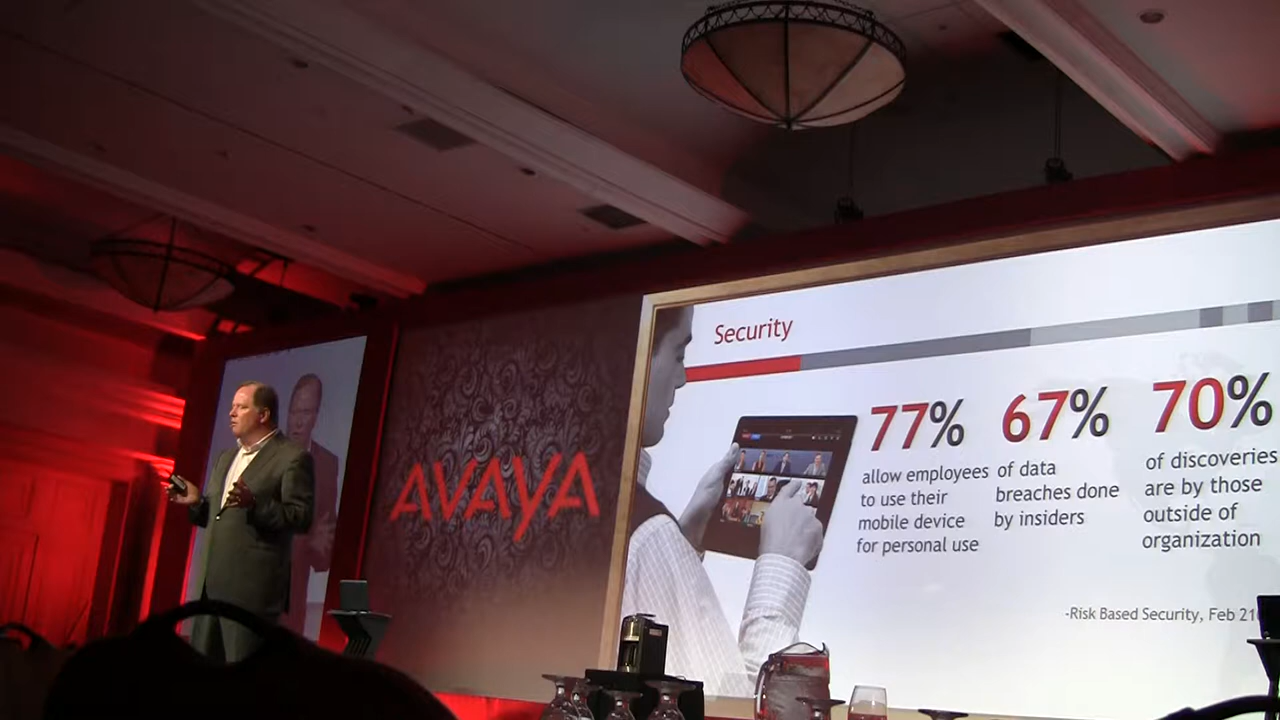 Security
77%
allow employees
to use their
mobile device
for personal use
67%
of data
breaches done
by insiders
70%
of discoveries
are by those
outside of
organization
-Risk Based Security, Feb
AVAYA